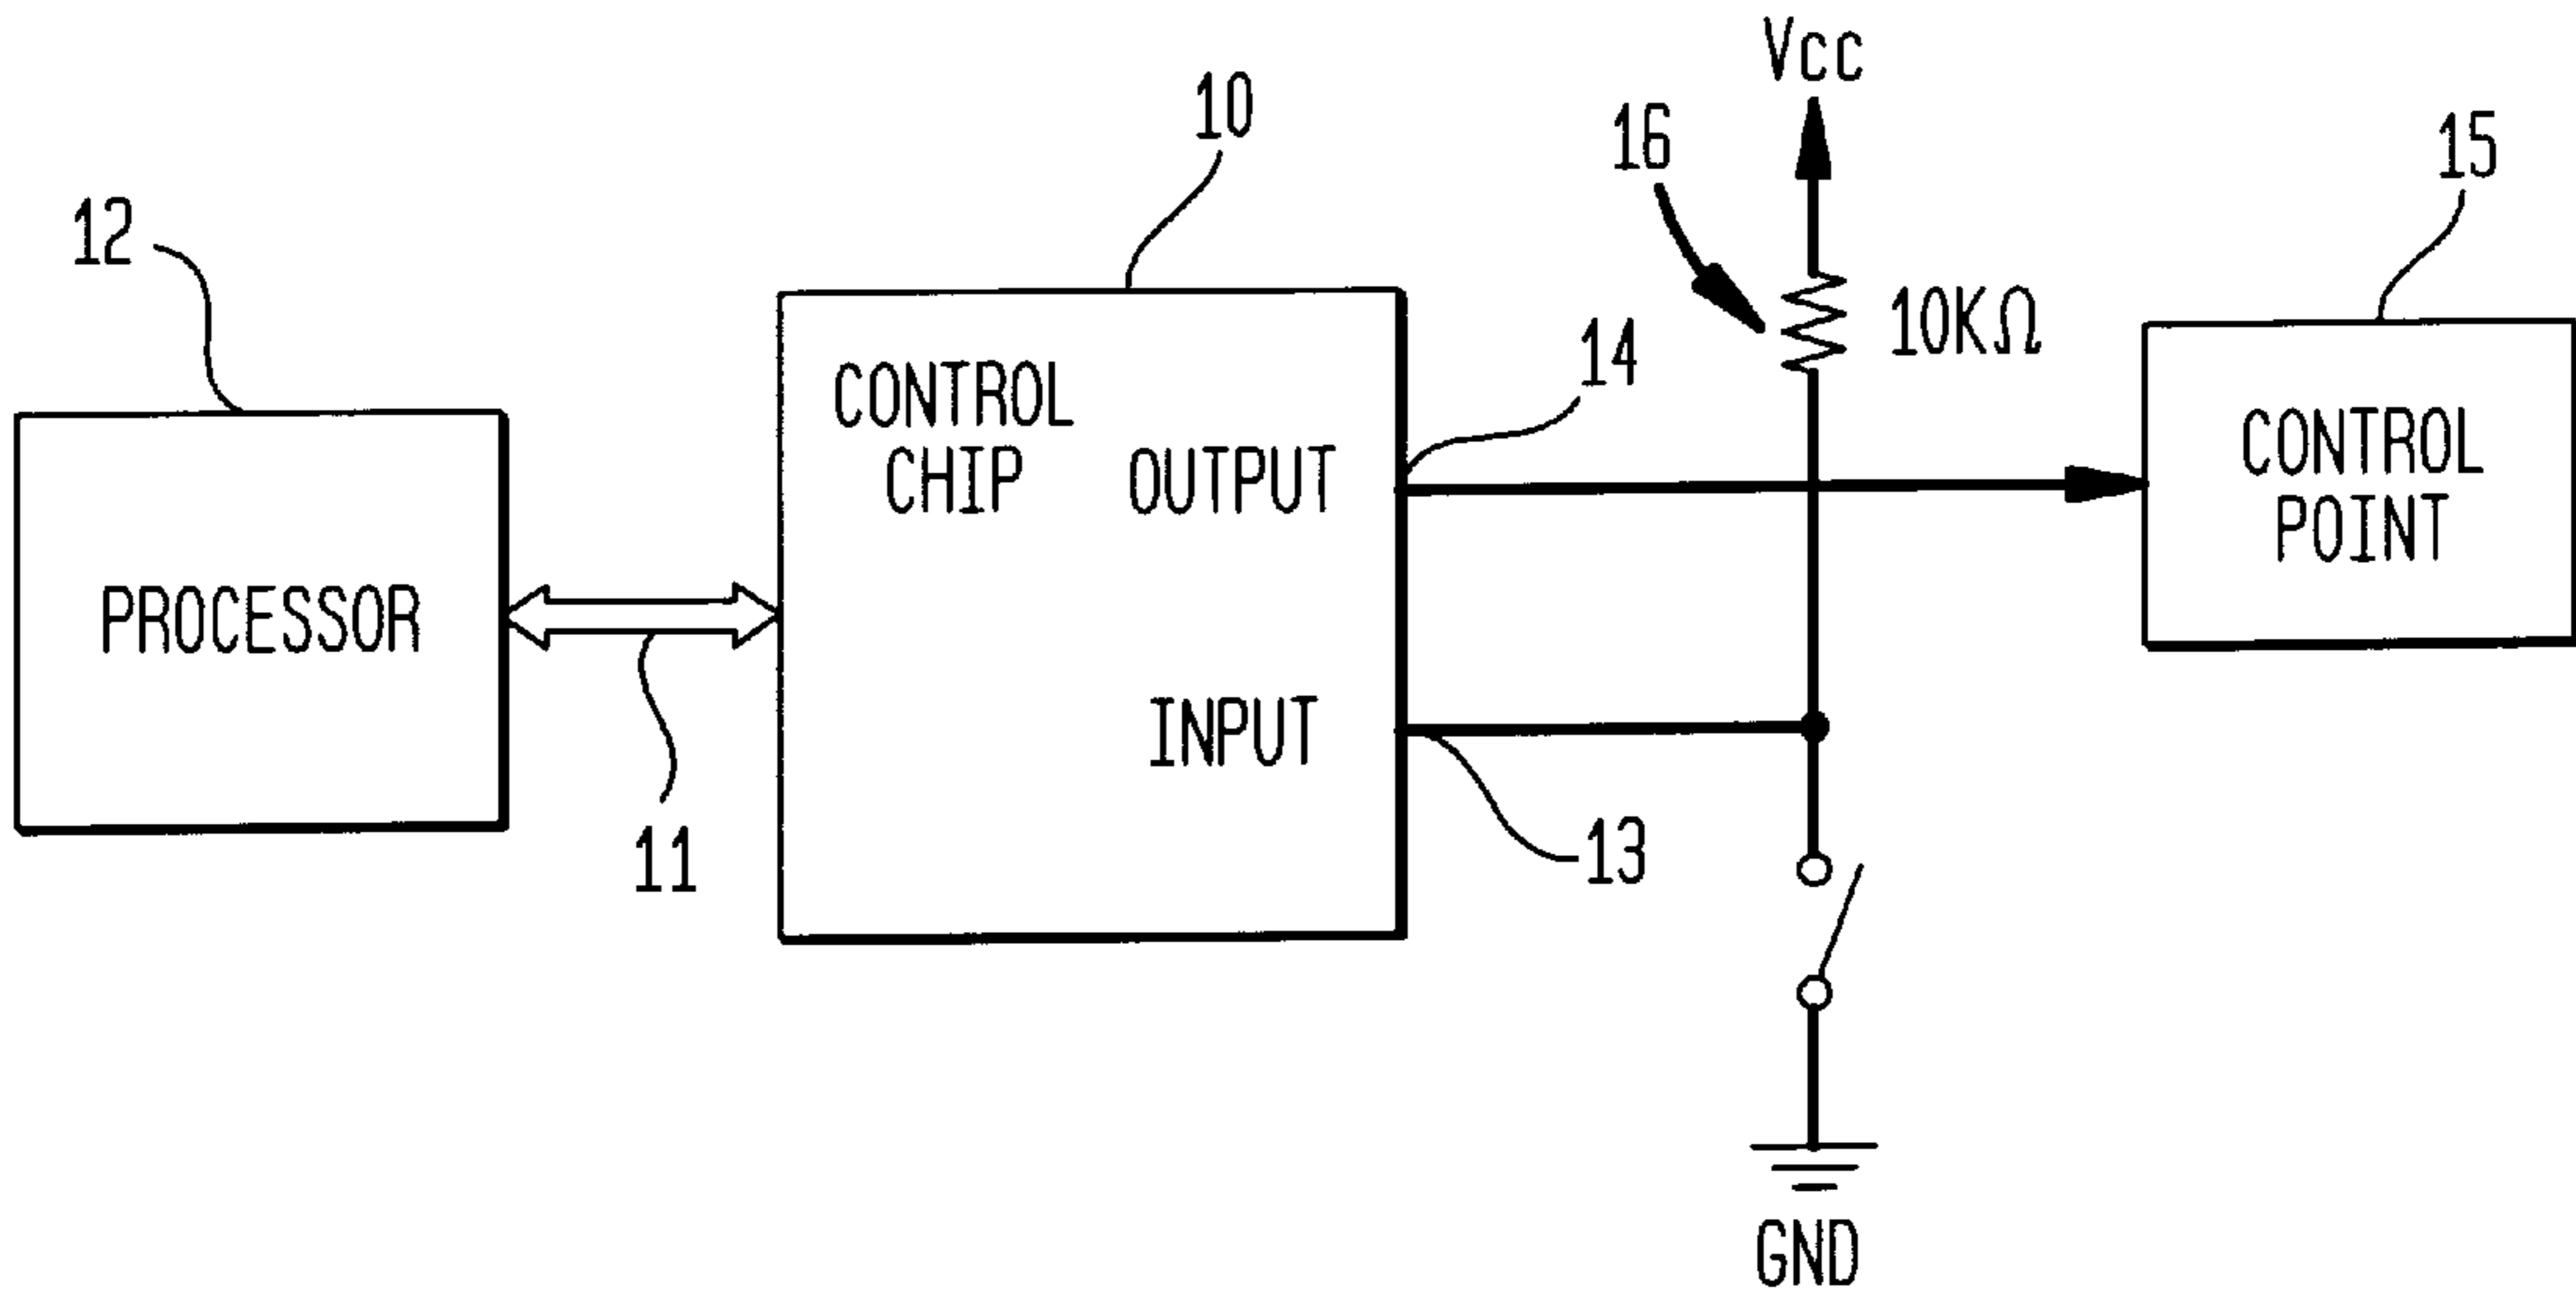 12
PROCESSOR
11
10
CONTROL
CHIP
OUTPUT
INPUT
14
13
16
Vcc
10KΩ
GND
15
CONTROL
POINT